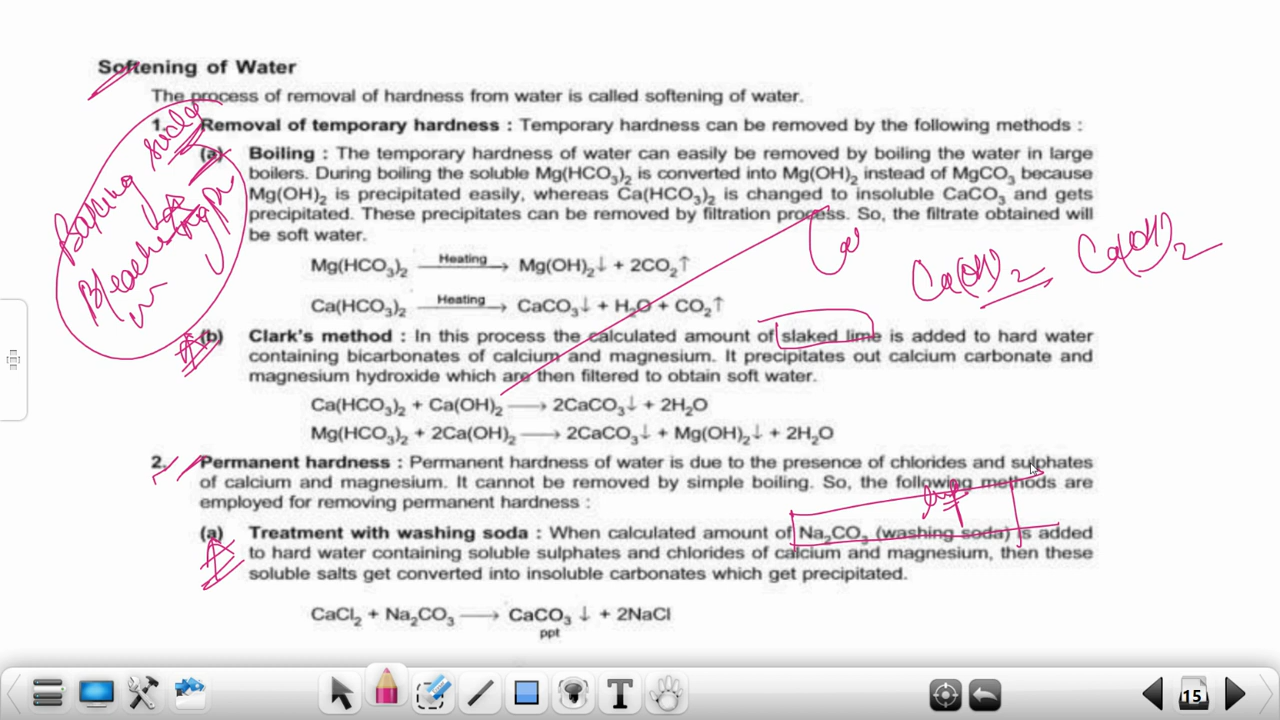 Softening of Water
The process of removal of hardness from water is called softening of water.
1. Removal of temporary hardness : Temporary hardness can be removed by the following methods :
(a) Boiling : The temporary hardness of water can easily be removed by boiling the water in large
boilers. During boiling the soluble Mg(HCO₃)₂ is converted into Mg(OH)₂ instead of MgCO₃ because
Mg(OH)₂ is precipitated easily, whereas Ca(HCO₃)₂ is changed to insoluble CaCO₃ and gets
precipitated. These precipitates can be removed by filtration process. So, the filtrate obtained will
be soft water.
Mg(HCO₃)₂ —Heating→ Mg(OH)₂↓ + 2CO₂↑
Ca(HCO₃)₂ —Heating→ CaCO₃↓ + H₂O + CO₂↑
(b) Clark's method : In this process the calculated amount of slaked lime is added to hard water
containing bicarbonates of calcium and magnesium. It precipitates out calcium carbonate and
magnesium hydroxide which are then filtered to obtain soft water.
Ca(HCO₃)₂ + Ca(OH)₂ → 2CaCO₃↓ + 2H₂O
Mg(HCO₃)₂ + 2Ca(OH)₂ → 2CaCO₃↓ + Mg(OH)₂↓ + 2H₂O
2. Permanent hardness : Permanent hardness of water is due to the presence of chlorides and sulphates
of calcium and magnesium. It cannot be removed by simple boiling. So, the following methods are
employed for removing permanent hardness :
(a) Treatment with washing soda : When calculated amount of Na₂CO₃ (washing soda) is added
to hard water containing soluble sulphates and chlorides of calcium and magnesium, then these
soluble salts get converted into insoluble carbonates which get precipitated.
CaCl₂ + Na₂CO₃ → CaCO₃ ↓ + 2NaCl
ppt
Baking soda
Ca
Ca(OH)₂
Ca(OH)₂
15